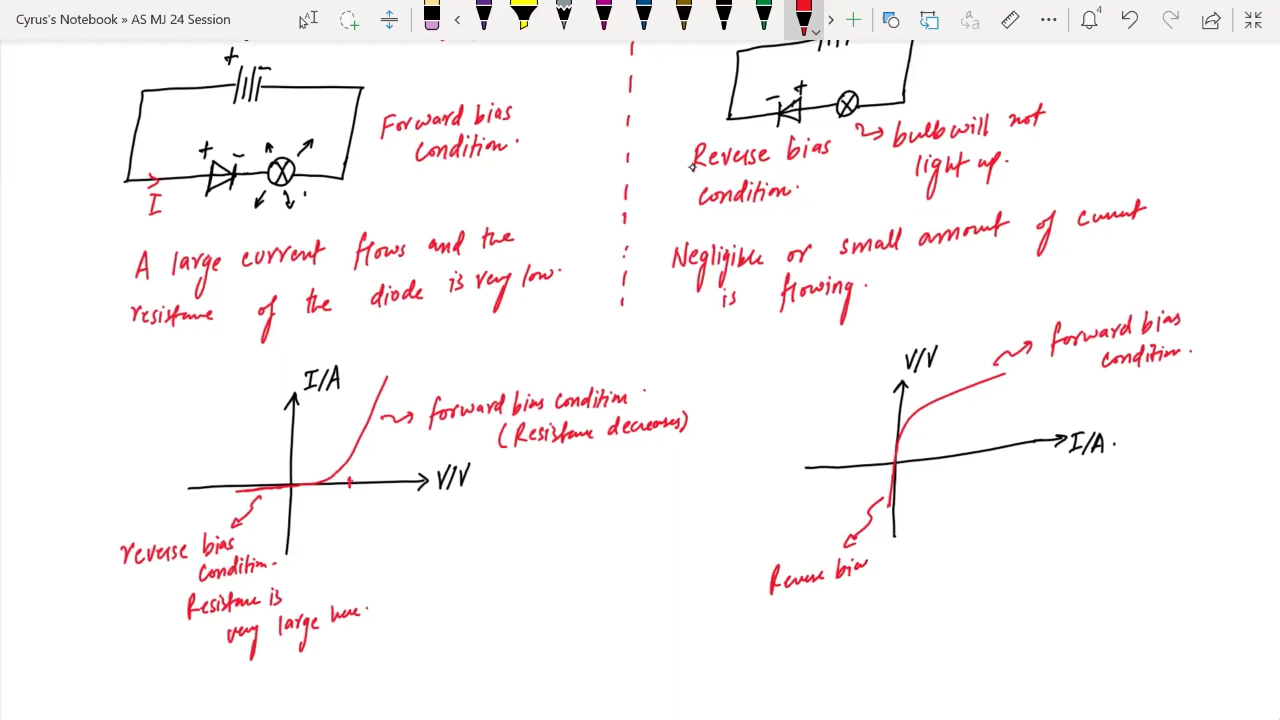 Cyrus's Notebook » AS MJ 24 Session
4
+ -
Forward bias
condition.
+ -
I
A large current flows and the
resistance of the diode is very low.
- +
Reverse bias
condition.
bulb will not
light up.
Negligible or small amount of current
is flowing.
I/A
forward bias condition.
(Resistance decreases)
V/V
reverse bias
condition.
Resistance is
very large here.
V/V
forward bias
condition.
I/A.
Reverse bias